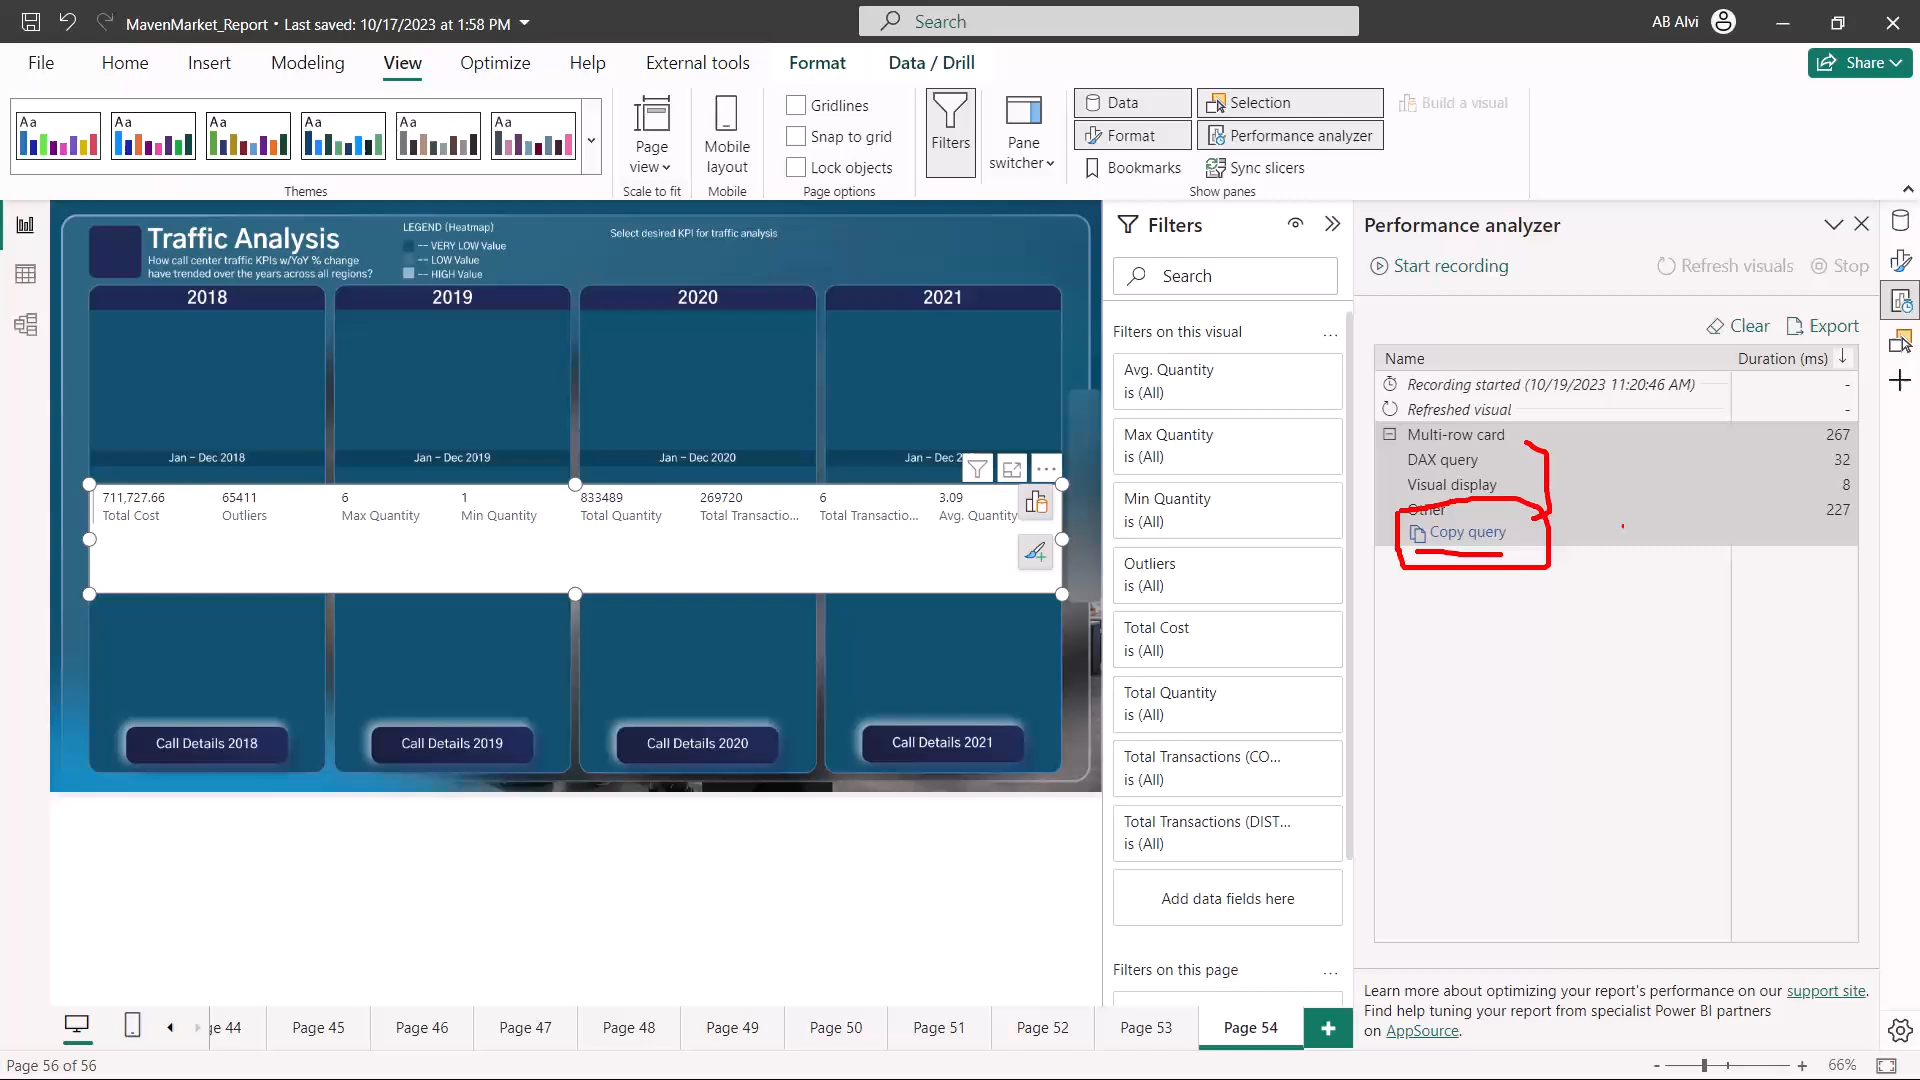 MavenMarket_Report • Last saved: 10/17/2023 at 1:58 PM
Search
AB Alvi
File
Home
Insert
Modeling
View
Optimize
Help
External tools
Format
Data / Drill
Share
Aa
Aa
Aa
Aa
Aa
Aa
Themes
Page view
Scale to fit
Mobile layout
Mobile
Gridlines
Snap to grid
Lock objects
Page options
Filters
Pane switcher
Data
Format
Bookmarks
Selection
Performance analyzer
Sync slicers
Show panes
Build a visual
Traffic Analysis
How call center traffic KPIs w/YoY % change
have trended over the years across all regions?
LEGEND (Heatmap)
-- VERY LOW Value
-- LOW Value
-- HIGH Value
Select desired KPI for traffic analysis
2018
2019
2020
2021
Jan – Dec 2018
Jan – Dec 2019
Jan – Dec 2020
Jan – Dec 2
711,727.66
Total Cost
65411
Outliers
6
Max Quantity
1
Min Quantity
833489
Total Quantity
269720
Total Transactio...
6
Total Transactio...
3.09
Avg. Quantity
Call Details 2018
Call Details 2019
Call Details 2020
Call Details 2021
Filters
Search
Filters on this visual
...
Avg. Quantity
is (All)
Max Quantity
is (All)
Min Quantity
is (All)
Outliers
is (All)
Total Cost
is (All)
Total Quantity
is (All)
Total Transactions (CO...
is (All)
Total Transactions (DIST...
is (All)
Add data fields here
Filters on this page
...
Performance analyzer
Start recording
Refresh visuals
Stop
Clear
Export
Name
Duration (ms)
Recording started (10/19/2023 11:20:46 AM)
-
Refreshed visual
-
Multi-row card
267
DAX query
32
Visual display
8
Other
227
Copy query
Learn more about optimizing your report's performance on our support site.
Find help tuning your report from specialist Power BI partners
on AppSource.
ge 44
Page 45
Page 46
Page 47
Page 48
Page 49
Page 50
Page 51
Page 52
Page 53
Page 54
Page 56 of 56
- + 66%